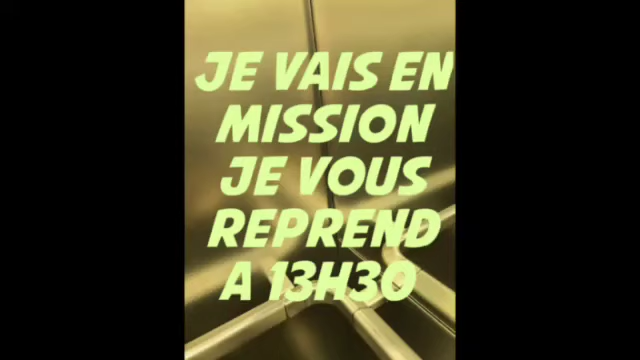 JE VAIS EN
MISSION
JE VOUS
REPREND
A 13H30